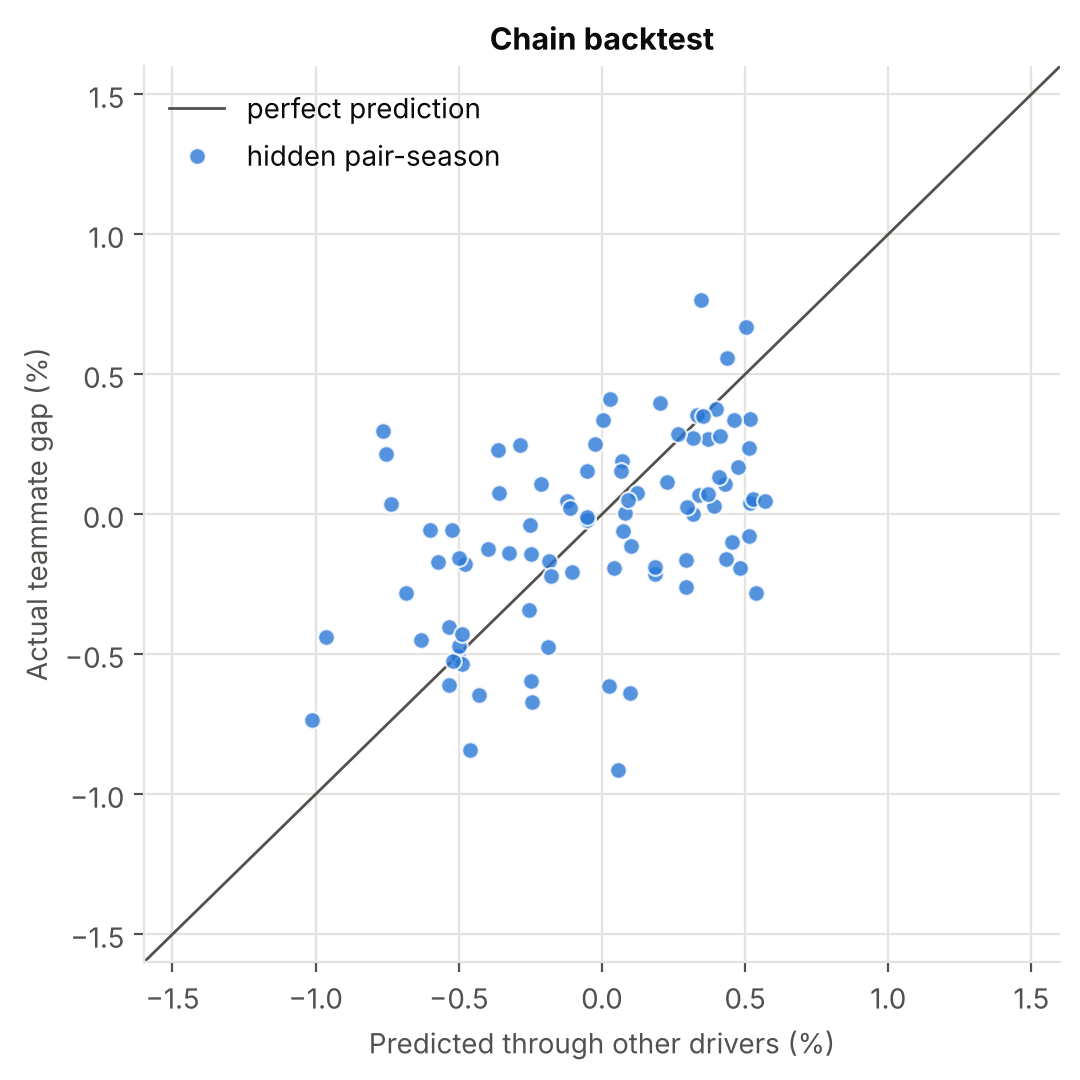 Chain backtest
perfect prediction
hidden pair-season
1.5
1.0
0.5
0.0
−0.5
−1.0
−1.5
Actual teammate gap (%)
−1.5 −1.0 −0.5 0.0 0.5 1.0 1.5
Predicted through other drivers (%)